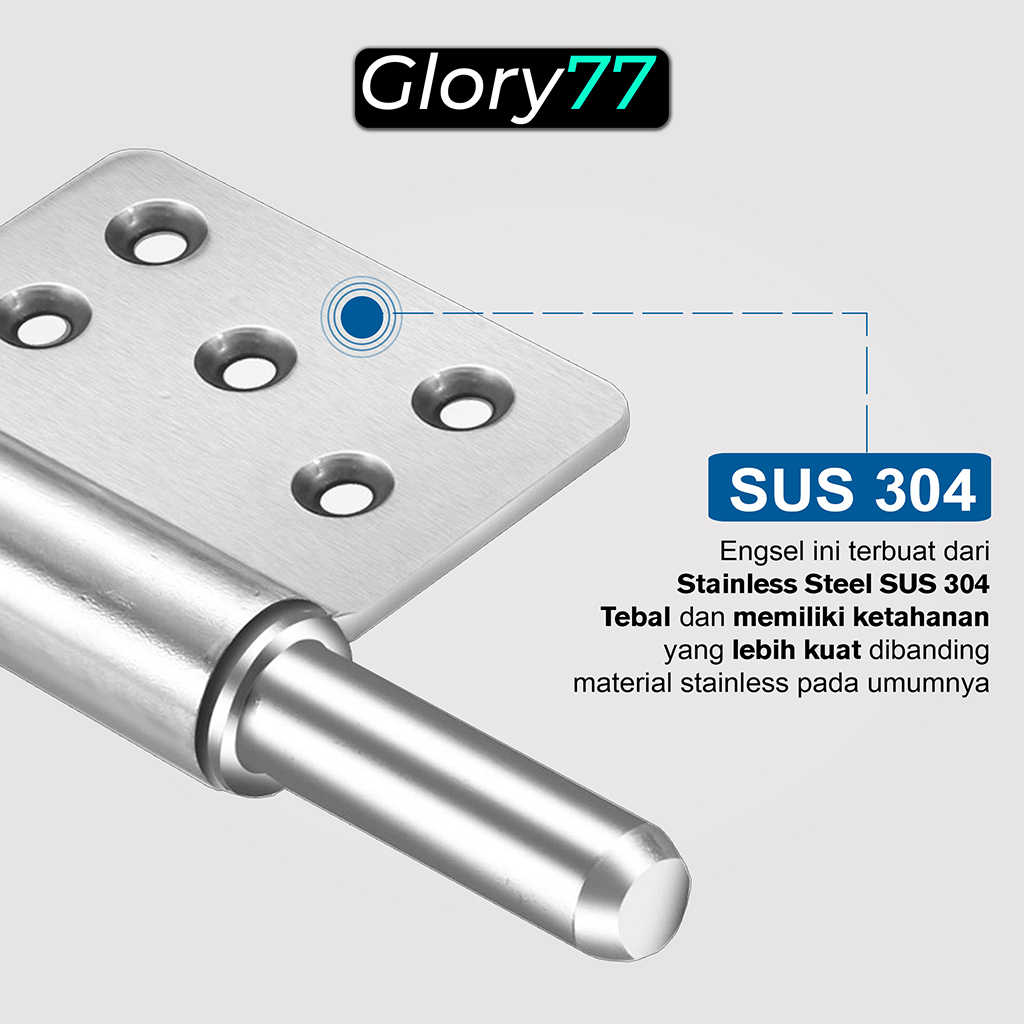 Glory77
SUS 304
Engsel ini terbuat dari
Stainless Steel SUS 304
Tebal dan memiliki ketahanan
yang lebih kuat dibanding
material stainless pada umumnya